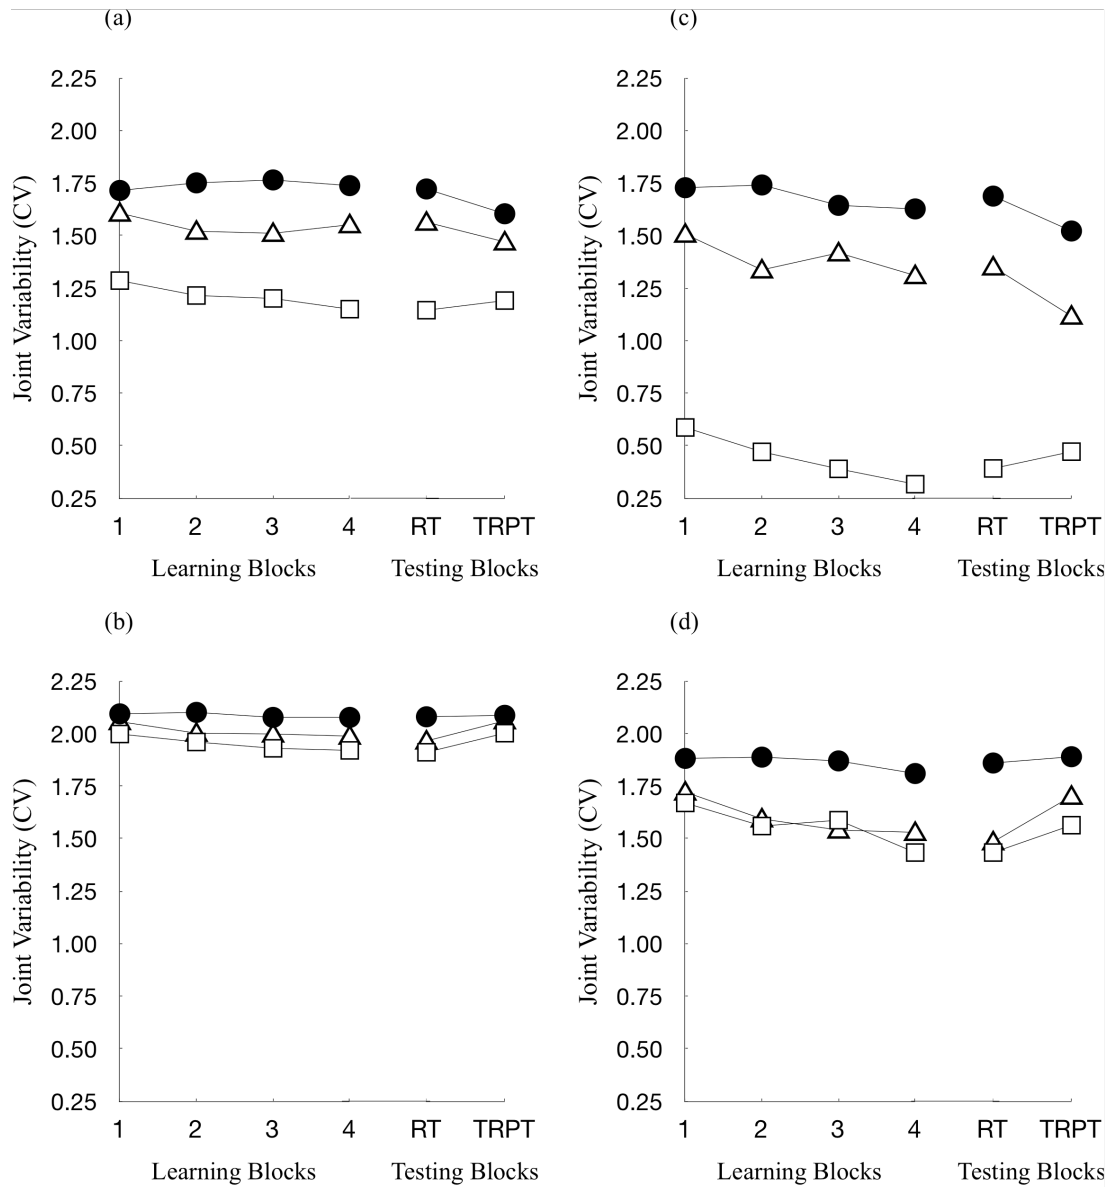 (a)
2.25
2.00
1.75
1.50
1.25
1.00
0.75
0.50
0.25
Joint Variability (CV)
1 2 3 4 RT TRPT
Learning Blocks Testing Blocks
(c)
2.25
2.00
1.75
1.50
1.25
1.00
0.75
0.50
0.25
Joint Variability (CV)
1 2 3 4 RT TRPT
Learning Blocks Testing Blocks
(b)
2.25
2.00
1.75
1.50
1.25
1.00
0.75
0.50
0.25
Joint Variability (CV)
1 2 3 4 RT TRPT
Learning Blocks Testing Blocks
(d)
2.25
2.00
1.75
1.50
1.25
1.00
0.75
0.50
0.25
Joint Variability (CV)
1 2 3 4 RT TRPT
Learning Blocks Testing Blocks